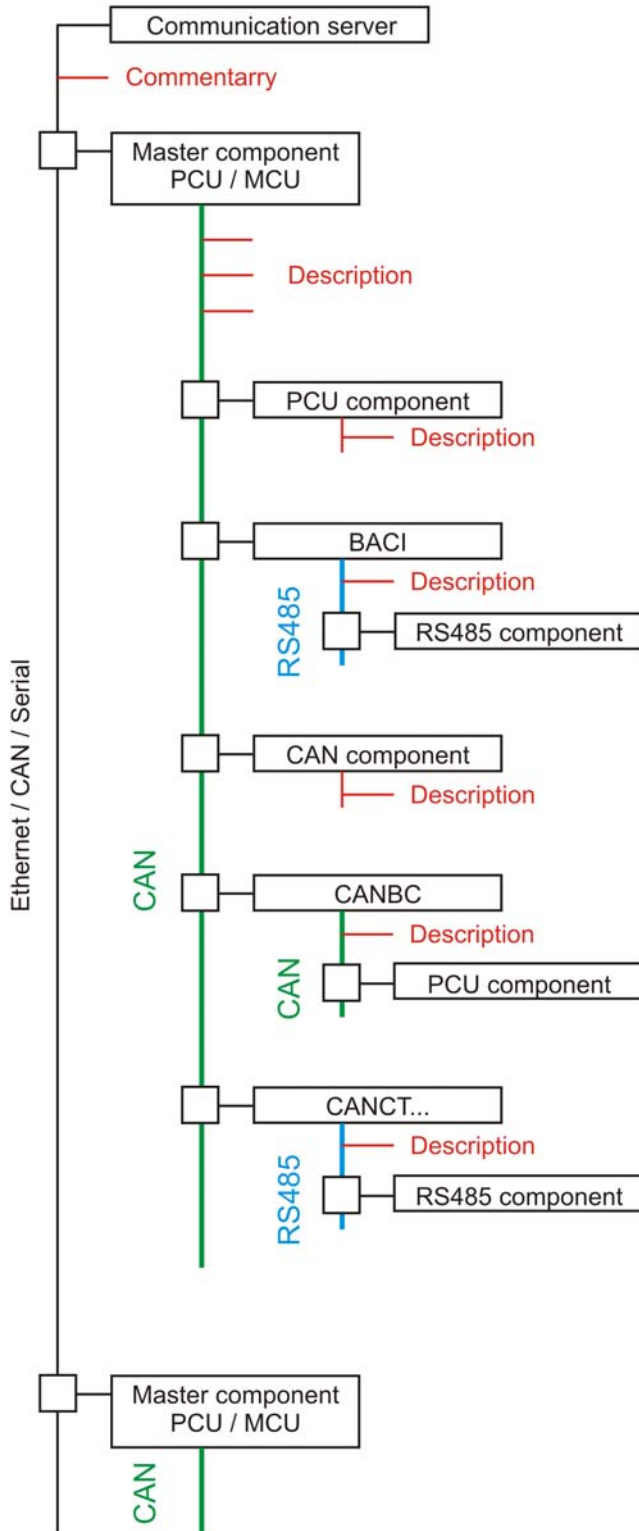 Communication server
Commentarry
Master component
PCU / MCU
Description
PCU component
Description
BACI
RS485
Description
RS485 component
Ethernet / CAN / Serial
CAN component
Description
CAN
CANBC
Description
CAN
PCU component
CANCT...
Description
RS485
RS485 component
Master component
PCU / MCU
CAN